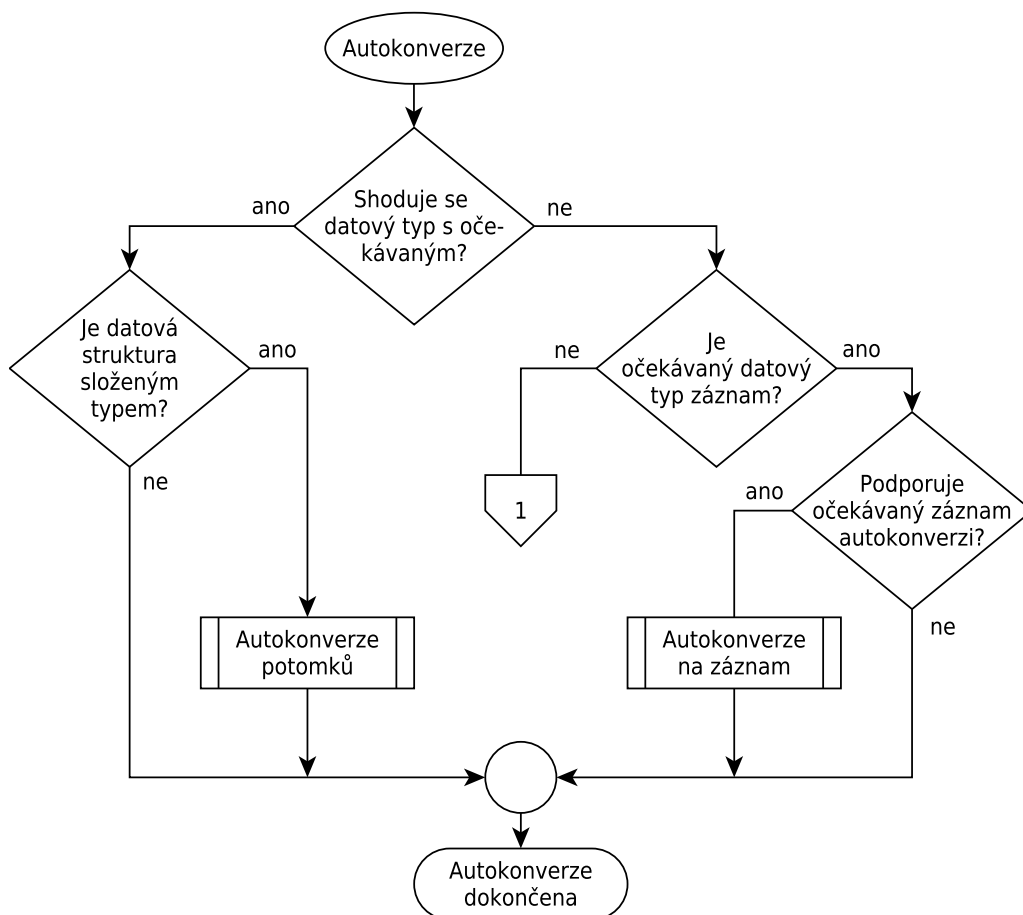 Autokonverze
Shoduje se
datový typ s oče-
kávaným?
ano
ne
Je datová
struktura
složeným
typem?
ano
ne
Je
očekávaný datový
typ záznam?
ne
ano
1
Podporuje
očekávaný záznam
autokonverzi?
ano
ne
Autokonverze
potomků
Autokonverze
na záznam
Autokonverze
dokončena